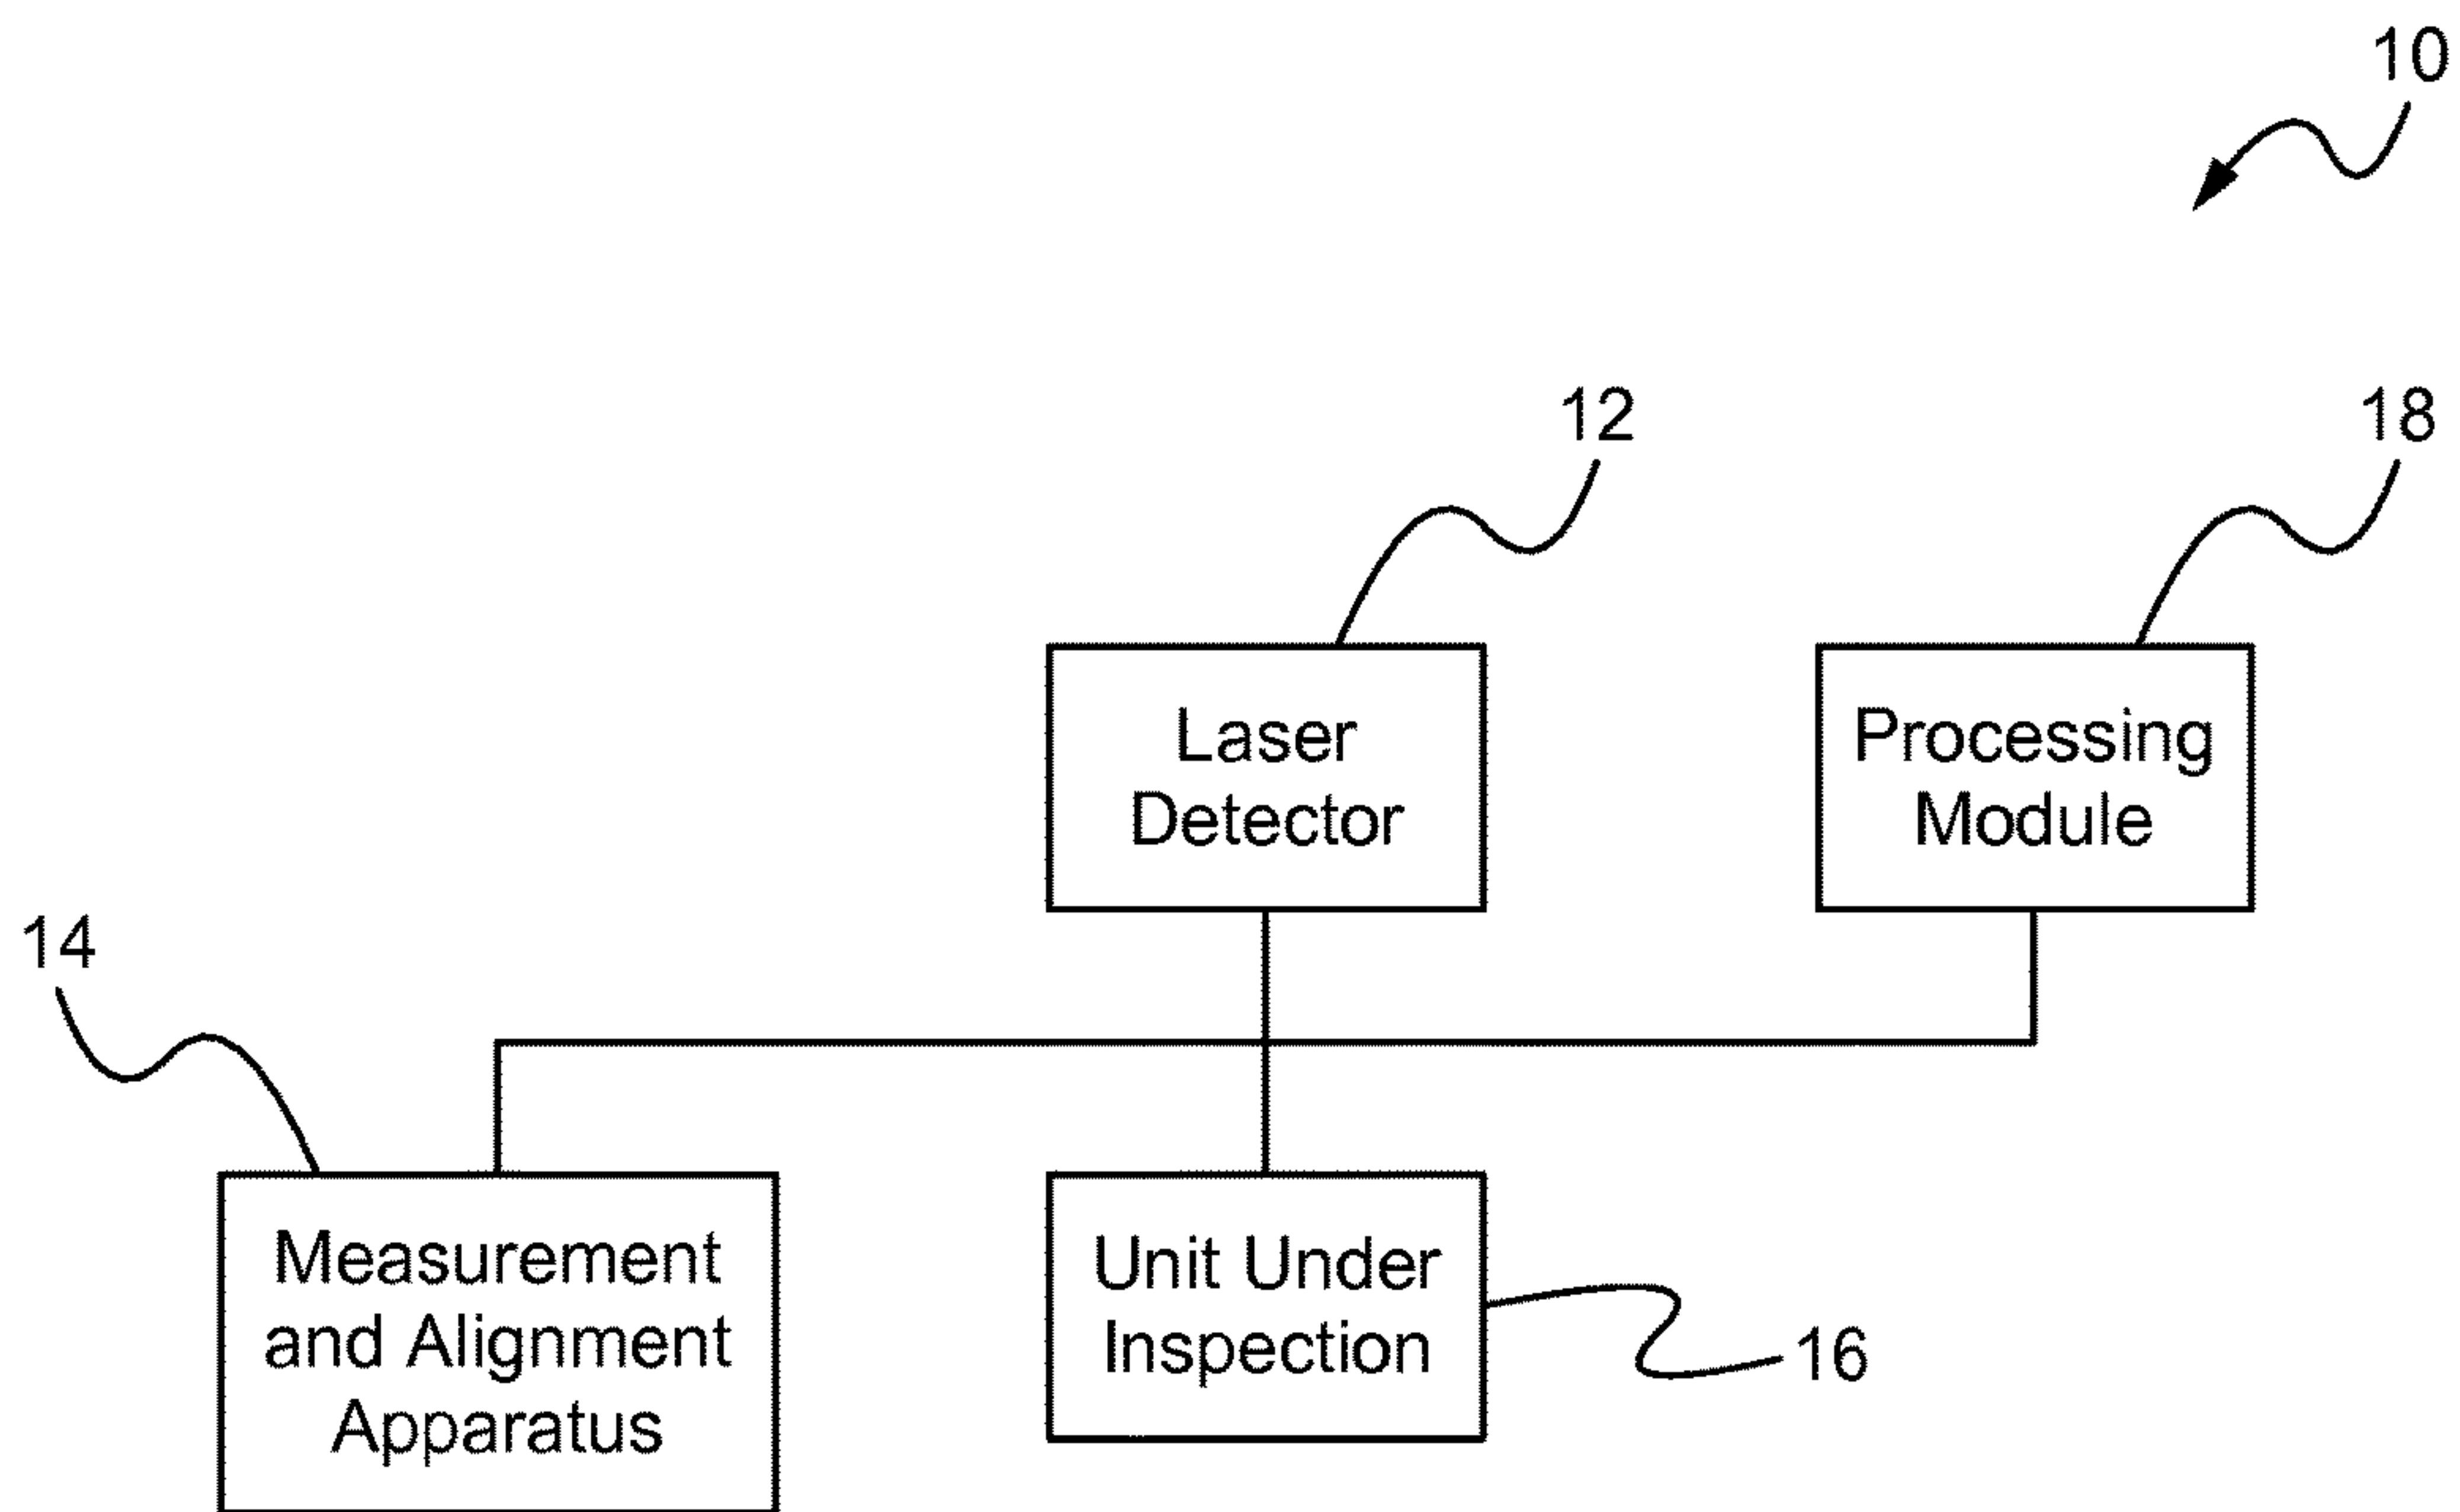 10
12
18
Laser
Detector
Processing
Module
14
Measurement
and Alignment
Apparatus
Unit Under
Inspection
16